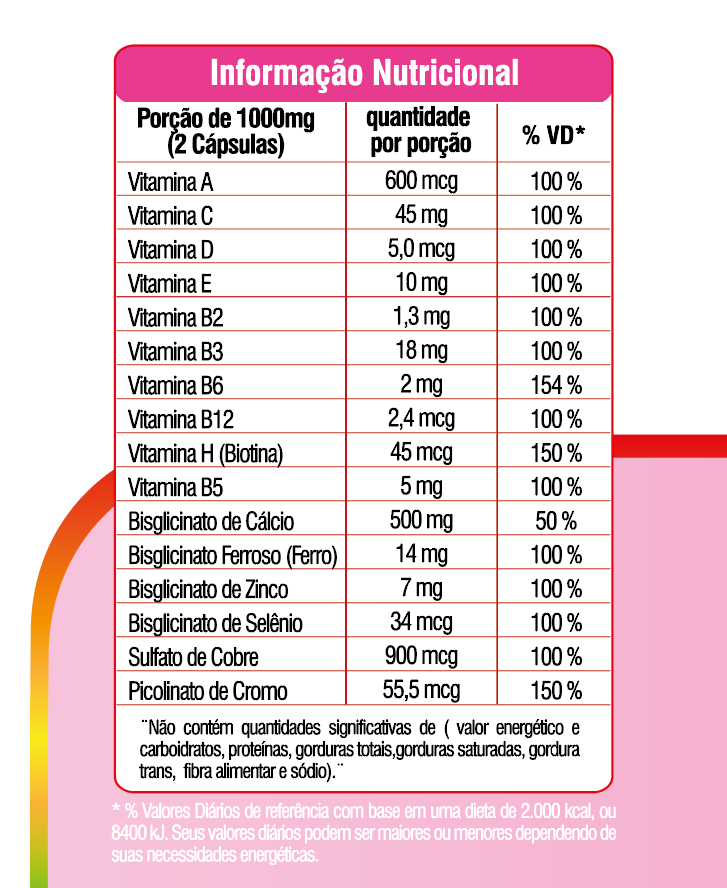 Informação Nutricional
Porção de 1000mg (2 Cápsulas) quantidade por porção % VD*
Vitamina A 600 mcg 100 %
Vitamina C 45 mg 100 %
Vitamina D 5,0 mcg 100 %
Vitamina E 10 mg 100 %
Vitamina B2 1,3 mg 100 %
Vitamina B3 18 mg 100 %
Vitamina B6 2 mg 154 %
Vitamina B12 2,4 mcg 100 %
Vitamina H (Biotina) 45 mcg 150 %
Vitamina B5 5 mg 100 %
Bisglicinato de Cálcio 500 mg 50 %
Bisglicinato Ferroso (Ferro) 14 mg 100 %
Bisglicinato de Zinco 7 mg 100 %
Bisglicinato de Selênio 34 mcg 100 %
Sulfato de Cobre 900 mcg 100 %
Picolinato de Cromo 55,5 mcg 150 %
¨Não contém quantidades significativas de ( valor energético e
carboidratos, proteínas, gorduras totais,gorduras saturadas, gordura
trans, fibra alimentar e sódio).¨
* % Valores Diários de referência com base em uma dieta de 2.000 kcal, ou
8400 kJ. Seus valores diários podem ser maiores ou menores dependendo de
suas necessidades energéticas.